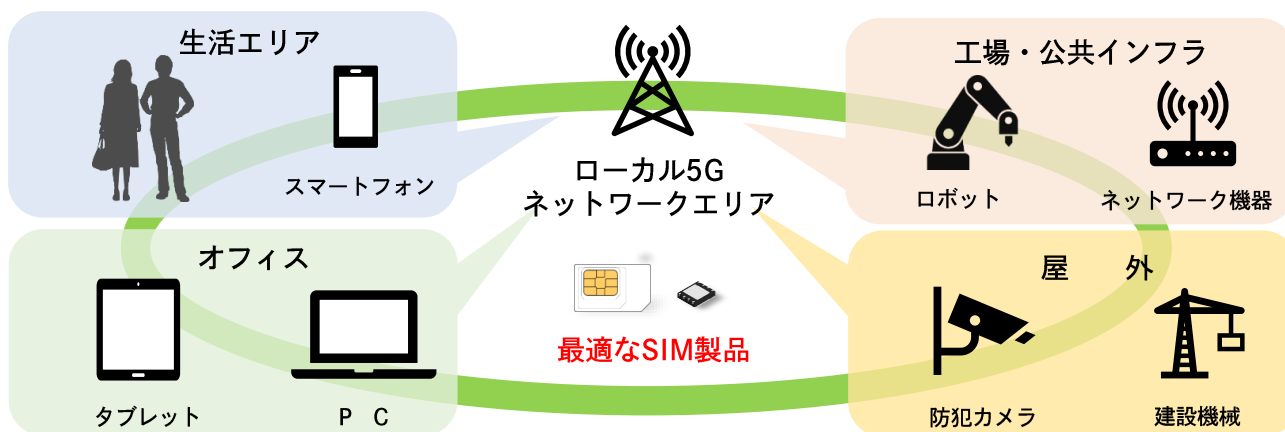 生活エリア
スマートフォン
ローカル5G
ネットワークエリア
工場・公共インフラ
ロボット
ネットワーク機器
オフィス
タブレット
P C
最適なSIM製品
屋 外
防犯カメラ
建設機械